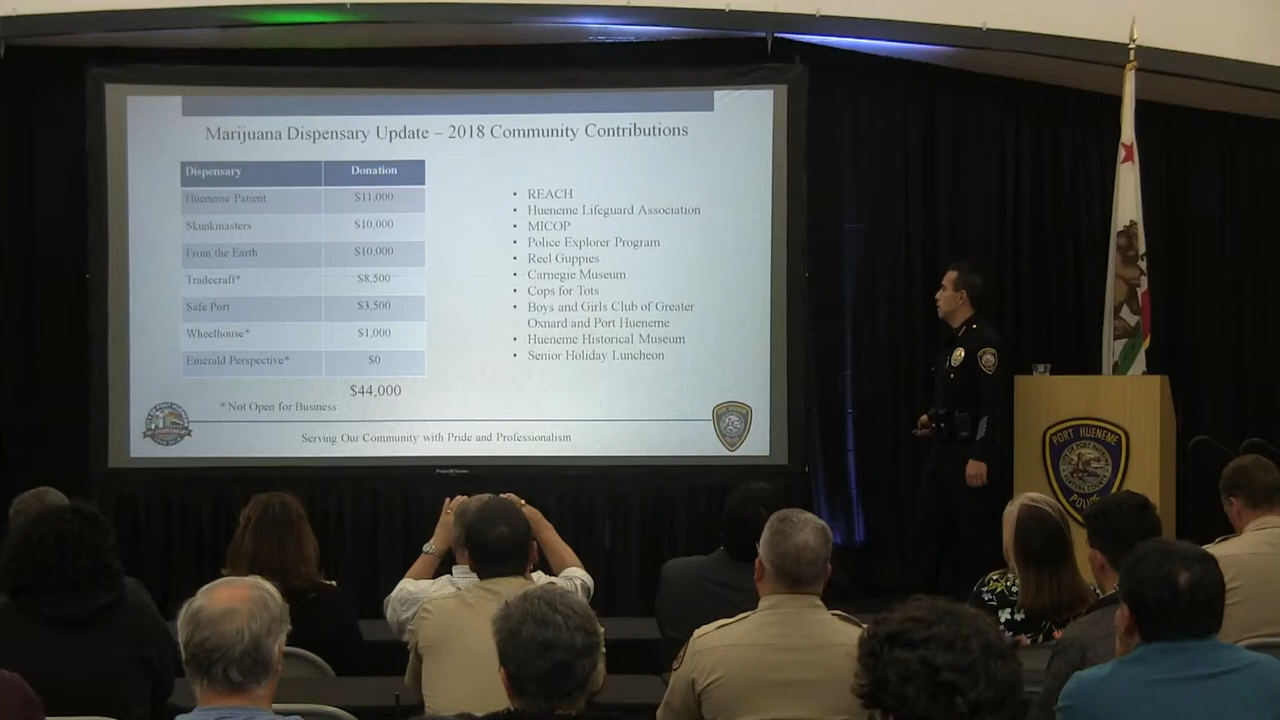 Marijuana Dispensary Update – 2018 Community Contributions
Dispensary Donation
Hueneme Patient $11,000
Skunkmasters $10,000
From the Earth $10,000
Tradecraft* $8,500
Safe Port $3,500
Wheelhouse* $1,000
Emerald Perspective* $0
$44,000
* Not Open for Business
• REACH
• Hueneme Lifeguard Association
• MICOP
• Police Explorer Program
• Reel Guppies
• Carnegie Museum
• Cops for Tots
• Boys and Girls Club of Greater
Oxnard and Port Hueneme
• Hueneme Historical Museum
• Senior Holiday Luncheon
Serving Our Community with Pride and Professionalism
PORT HUENEME
POLICE